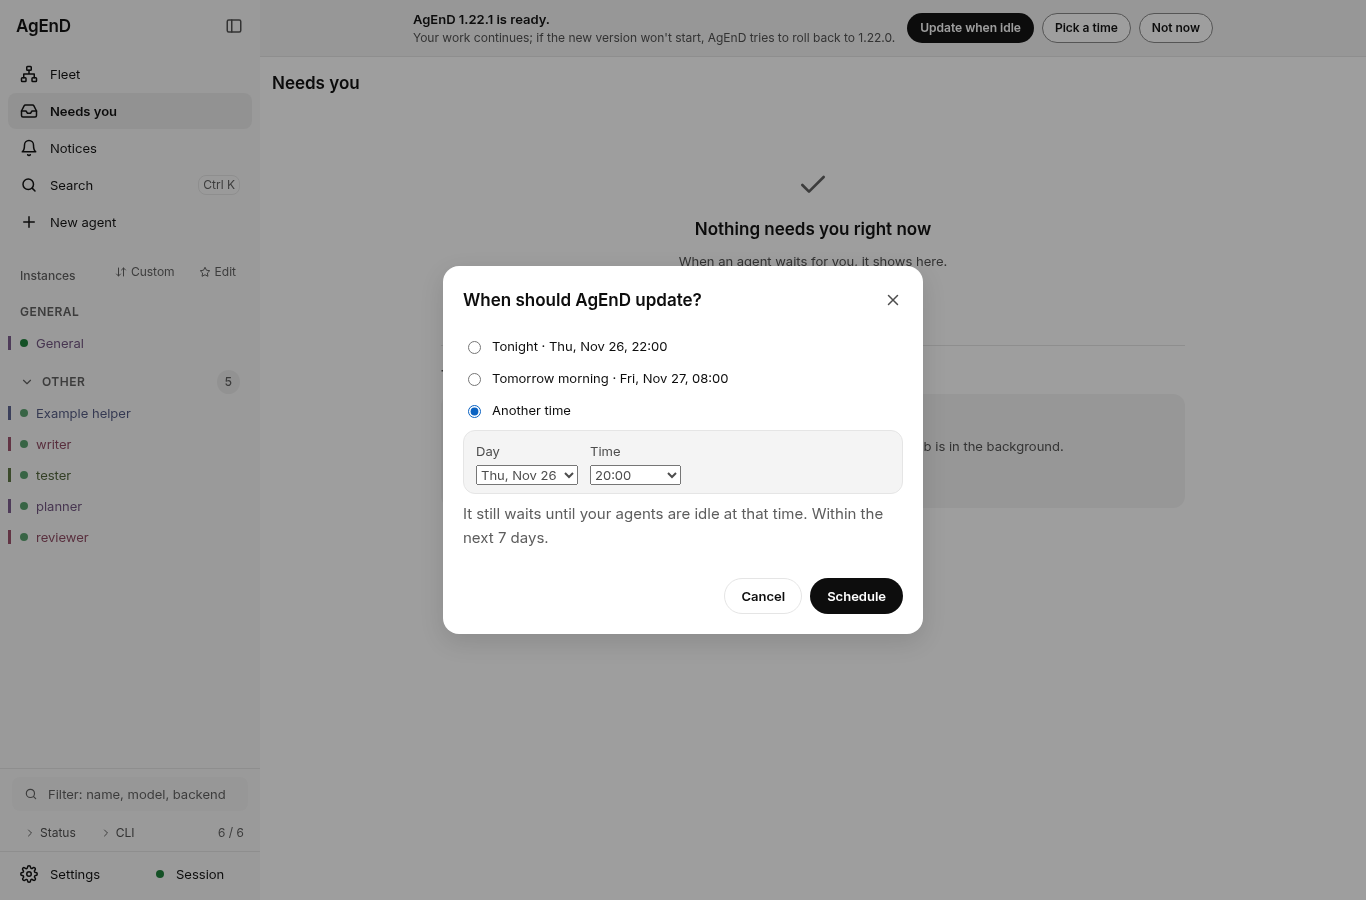 AgEnD
Fleet
Needs you
Notices
Search
Ctrl K
New agent
Instances
Custom
Edit
GENERAL
General
OTHER
5
Example helper
writer
tester
planner
reviewer
Filter: name, model, backend
Status
CLI
6 / 6
Settings
Session
AgEnD 1.22.1 is ready.
Your work continues; if the new version won't start, AgEnD tries to roll back to 1.22.0.
Update when idle
Pick a time
Not now
Needs you
Nothing needs you right now
When an agent waits for you, it shows here.
is in the background.
When should AgEnD update?
Tonight · Thu, Nov 26, 22:00
Tomorrow morning · Fri, Nov 27, 08:00
Another time
Day
Time
Thu, Nov 26
20:00
It still waits until your agents are idle at that time. Within the
next 7 days.
Cancel
Schedule